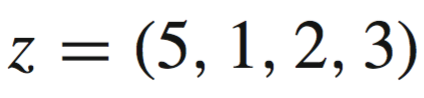 z = (5, 1, 2, 3)